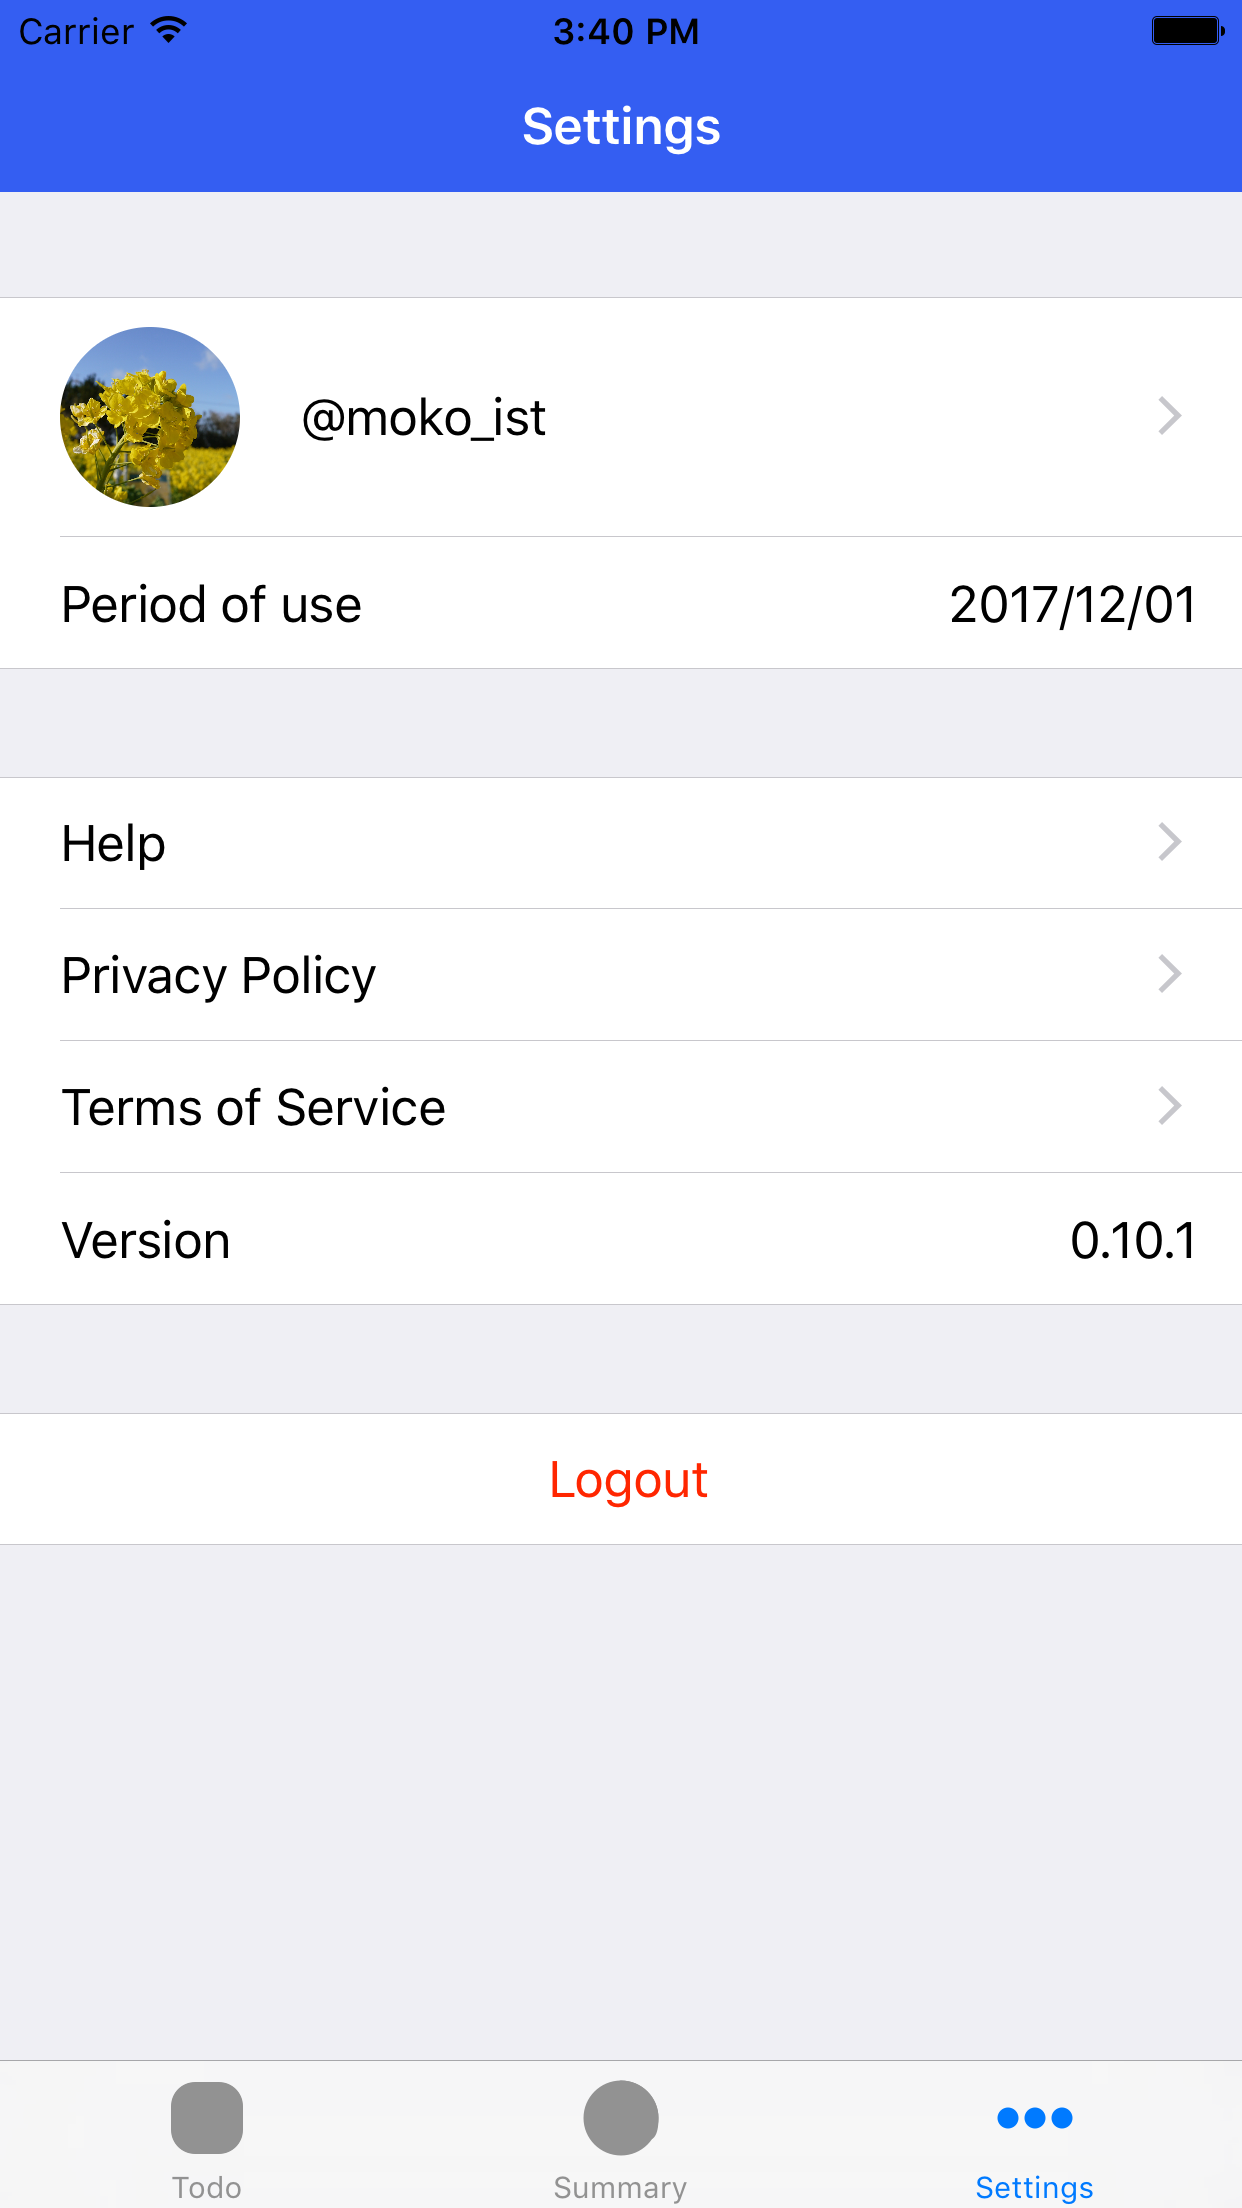 Carrier 3:40 PM
Settings
@moko_ist
Period of use 2017/12/01
Help
Privacy Policy
Terms of Service
Version 0.10.1
Logout
Todo Summary Settings